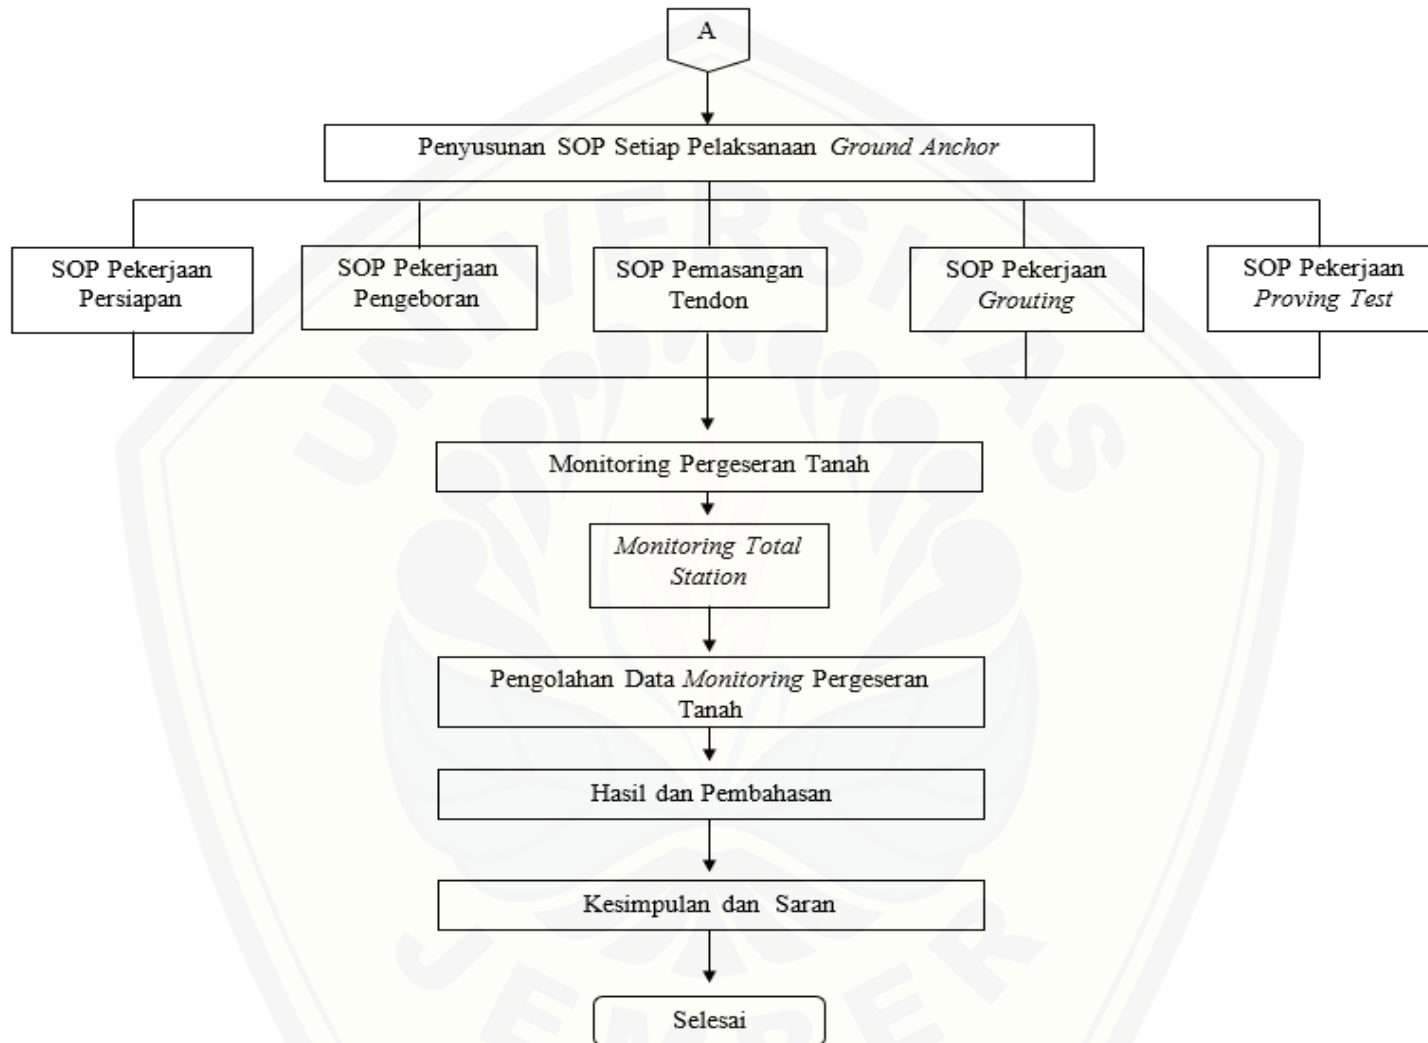 A
Penyusunan SOP Setiap Pelaksanaan Ground Anchor
SOP Pekerjaan
Persiapan
SOP Pekerjaan
Pengeboran
SOP Pemasangan
Tendon
SOP Pekerjaan
Grouting
SOP Pekerjaan
Proving Test
Monitoring Pergeseran Tanah
Monitoring Total
Station
Pengolahan Data Monitoring Pergeseran
Tanah
Hasil dan Pembahasan
Kesimpulan dan Saran
Selesai
UNIVERSITAS
JEMBER